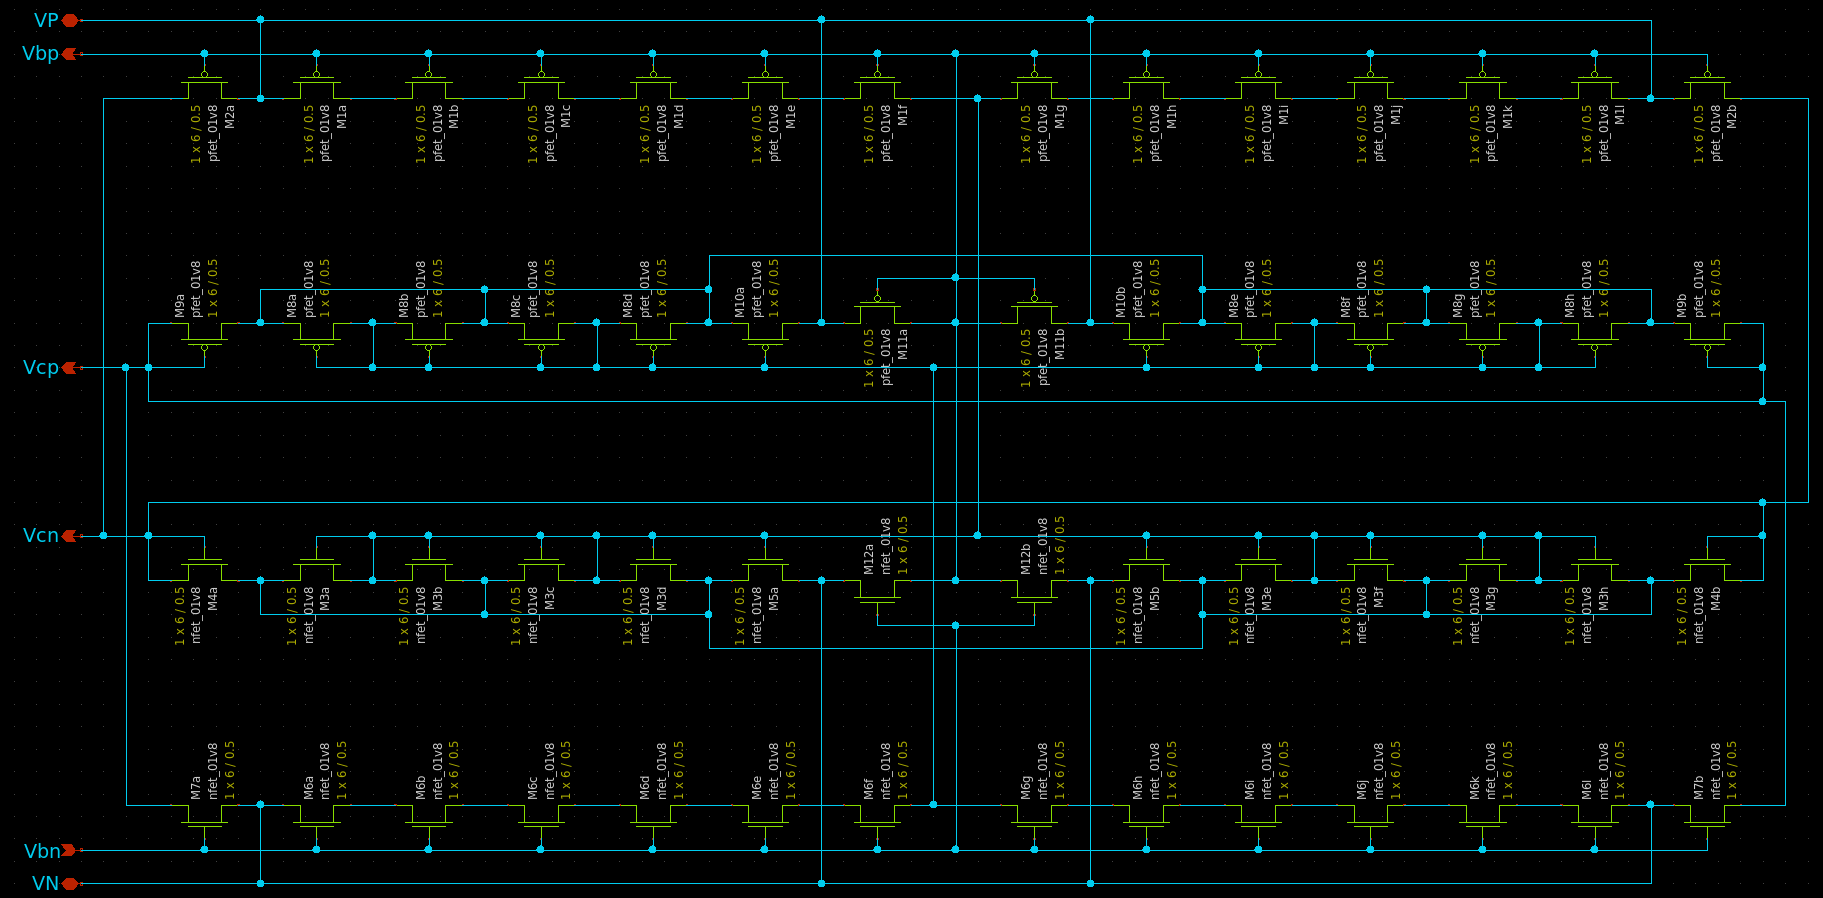 VP
Vbp
1 x 6 / 0.5
pfet_01v8
M2a
1 x 6 / 0.5
pfet_01v8
M1a
1 x 6 / 0.5
pfet_01v8
M1b
1 x 6 / 0.5
pfet_01v8
M1c
1 x 6 / 0.5
pfet_01v8
M1d
1 x 6 / 0.5
pfet_01v8
M1e
1 x 6 / 0.5
pfet_01v8
M1f
1 x 6 / 0.5
pfet_01v8
M1g
1 x 6 / 0.5
pfet_01v8
M1h
1 x 6 / 0.5
pfet_01v8
M1i
1 x 6 / 0.5
pfet_01v8
M1j
1 x 6 / 0.5
pfet_01v8
M1k
1 x 6 / 0.5
pfet_01v8
M1l
1 x 6 / 0.5
pfet_01v8
M2b
M9a
pfet_01v8
1 x 6 / 0.5
M8a
pfet_01v8
1 x 6 / 0.5
M8b
pfet_01v8
1 x 6 / 0.5
M8c
pfet_01v8
1 x 6 / 0.5
M8d
pfet_01v8
1 x 6 / 0.5
M10a
pfet_01v8
1 x 6 / 0.5
1 x 6 / 0.5
pfet_01v8
M11a
1 x 6 / 0.5
pfet_01v8
M11b
M10b
pfet_01v8
1 x 6 / 0.5
M8e
pfet_01v8
1 x 6 / 0.5
M8f
pfet_01v8
1 x 6 / 0.5
M8g
pfet_01v8
1 x 6 / 0.5
M8h
pfet_01v8
1 x 6 / 0.5
M9b
pfet_01v8
1 x 6 / 0.5
Vcp
Vcn
1 x 6 / 0.5
nfet_01v8
M4a
1 x 6 / 0.5
nfet_01v8
M3a
1 x 6 / 0.5
nfet_01v8
M3b
1 x 6 / 0.5
nfet_01v8
M3c
1 x 6 / 0.5
nfet_01v8
M3d
1 x 6 / 0.5
nfet_01v8
M5a
M12a
nfet_01v8
1 x 6 / 0.5
M12b
nfet_01v8
1 x 6 / 0.5
1 x 6 / 0.5
nfet_01v8
M5b
1 x 6 / 0.5
nfet_01v8
M3e
1 x 6 / 0.5
nfet_01v8
M3f
1 x 6 / 0.5
nfet_01v8
M3g
1 x 6 / 0.5
nfet_01v8
M3h
1 x 6 / 0.5
nfet_01v8
M4b
M7a
nfet_01v8
1 x 6 / 0.5
M6a
nfet_01v8
1 x 6 / 0.5
M6b
nfet_01v8
1 x 6 / 0.5
M6c
nfet_01v8
1 x 6 / 0.5
M6d
nfet_01v8
1 x 6 / 0.5
M6e
nfet_01v8
1 x 6 / 0.5
M6f
nfet_01v8
1 x 6 / 0.5
M6g
nfet_01v8
1 x 6 / 0.5
M6h
nfet_01v8
1 x 6 / 0.5
M6i
nfet_01v8
1 x 6 / 0.5
M6j
nfet_01v8
1 x 6 / 0.5
M6k
nfet_01v8
1 x 6 / 0.5
M6l
nfet_01v8
1 x 6 / 0.5
M7b
nfet_01v8
1 x 6 / 0.5
Vbn
VN